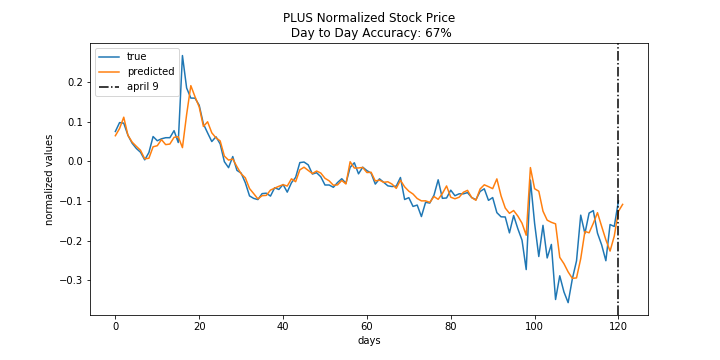 PLUS Normalized Stock Price
Day to Day Accuracy: 67%
true
predicted
april 9
normalized values
0.2
0.1
0.0
−0.1
−0.2
−0.3
0 20 40 60 80 100 120
days